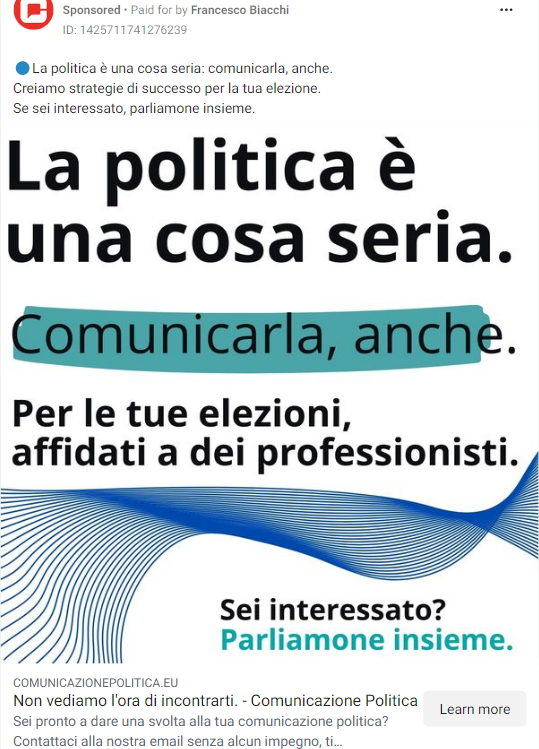 Sponsored • Paid for by Francesco Biacchi
ID: 1425711741276239
La politica è una cosa seria: comunicarla, anche.
Creiamo strategie di successo per la tua elezione.
Se sei interessato, parliamone insieme.
La politica è
una cosa seria.
Comunicarla, anche.
Per le tue elezioni,
affidati a dei professionisti.
Sei interessato?
Parliamone insieme.
COMUNICAZIONEPOLITICA.EU
Non vediamo l'ora di incontrarti. - Comunicazione Politica
Sei pronto a dare una svolta alla tua comunicazione politica?
Contattaci alla nostra email senza alcun impegno, ti...
Learn more